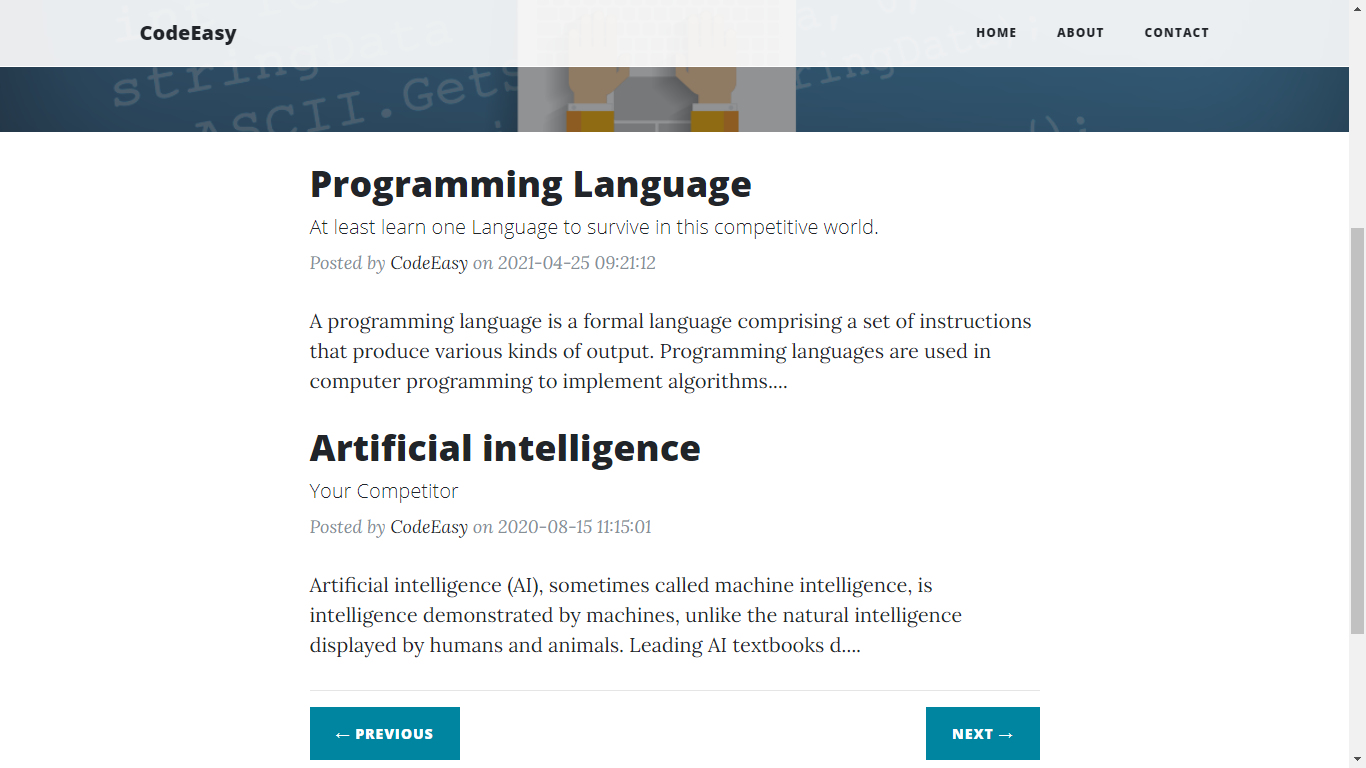 CodeEasy
HOME ABOUT CONTACT
stringData
ASCII.GetS
ringData
();
Programming Language
At least learn one Language to survive in this competitive world.
Posted by CodeEasy on 2021-04-25 09:21:12
A programming language is a formal language comprising a set of instructions
that produce various kinds of output. Programming languages are used in
computer programming to implement algorithms....
Artificial intelligence
Your Competitor
Posted by CodeEasy on 2020-08-15 11:15:01
Artificial intelligence (AI), sometimes called machine intelligence, is
intelligence demonstrated by machines, unlike the natural intelligence
displayed by humans and animals. Leading AI textbooks d....
← PREVIOUS
NEXT →